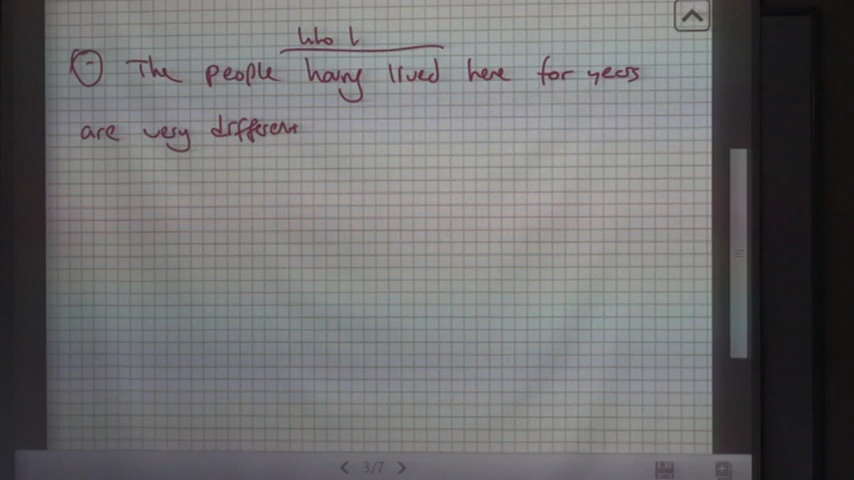 who l
The people having lived here for years
are very different
3/7